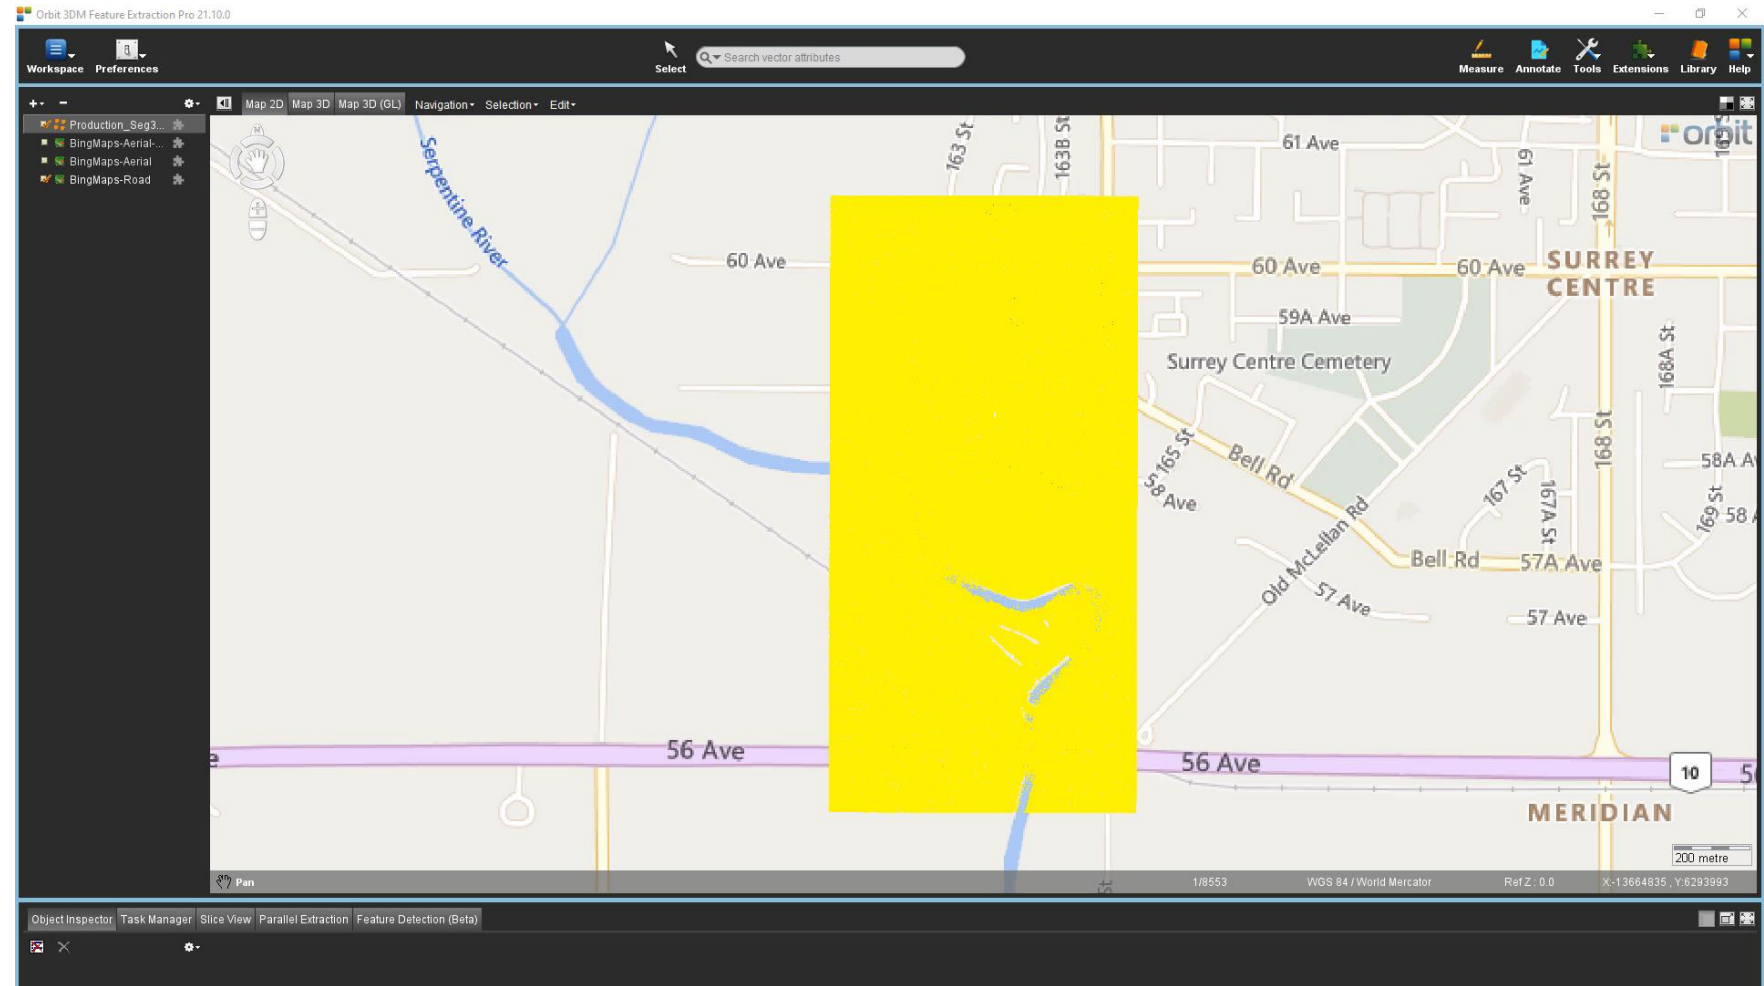 Orbit 3DM Feature Extraction Pro 21.10.0
Workspace Preferences
Select
Search vector attributes
Measure Annotate Tools Extensions Library Help
Map 2D Map 3D Map 3D (GL) Navigation Selection Edit
Production_Seg3...
BingMaps-Aerial-...
BingMaps-Aerial
BingMaps-Road
orbit
Serpentine River
163 St
163B St
61 Ave
61 Ave
168 St
60 Ave
60 Ave
60 Ave
SURREY
CENTRE
59A Ave
Surrey Centre Cemetery
168A St
165 St
58 Ave
Bell Rd
168 St
58A A
167 St
167A St
169 St
58
Old McLellan Rd
Bell Rd
57A Ave
57 Ave
57 Ave
56 Ave
56 Ave
10
5
MERIDIAN
200 metre
St
Pan
1/8553
WGS 84 / World Mercator
Ref Z : 0.0
X:-13664835 , Y:6293993
Object Inspector Task Manager Slice View Parallel Extraction Feature Detection (Beta)